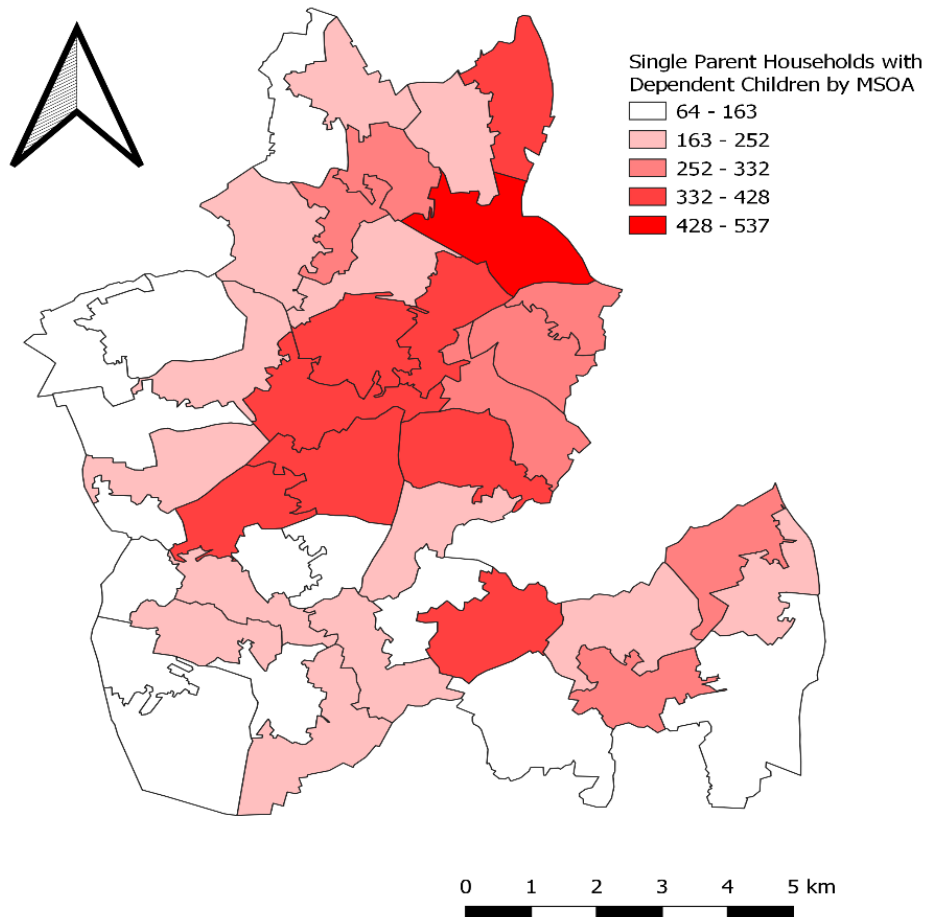 Single Parent Households with
Dependent Children by MSOA
64 - 163
163 - 252
252 - 332
332 - 428
428 - 537
0 1 2 3 4 5 km